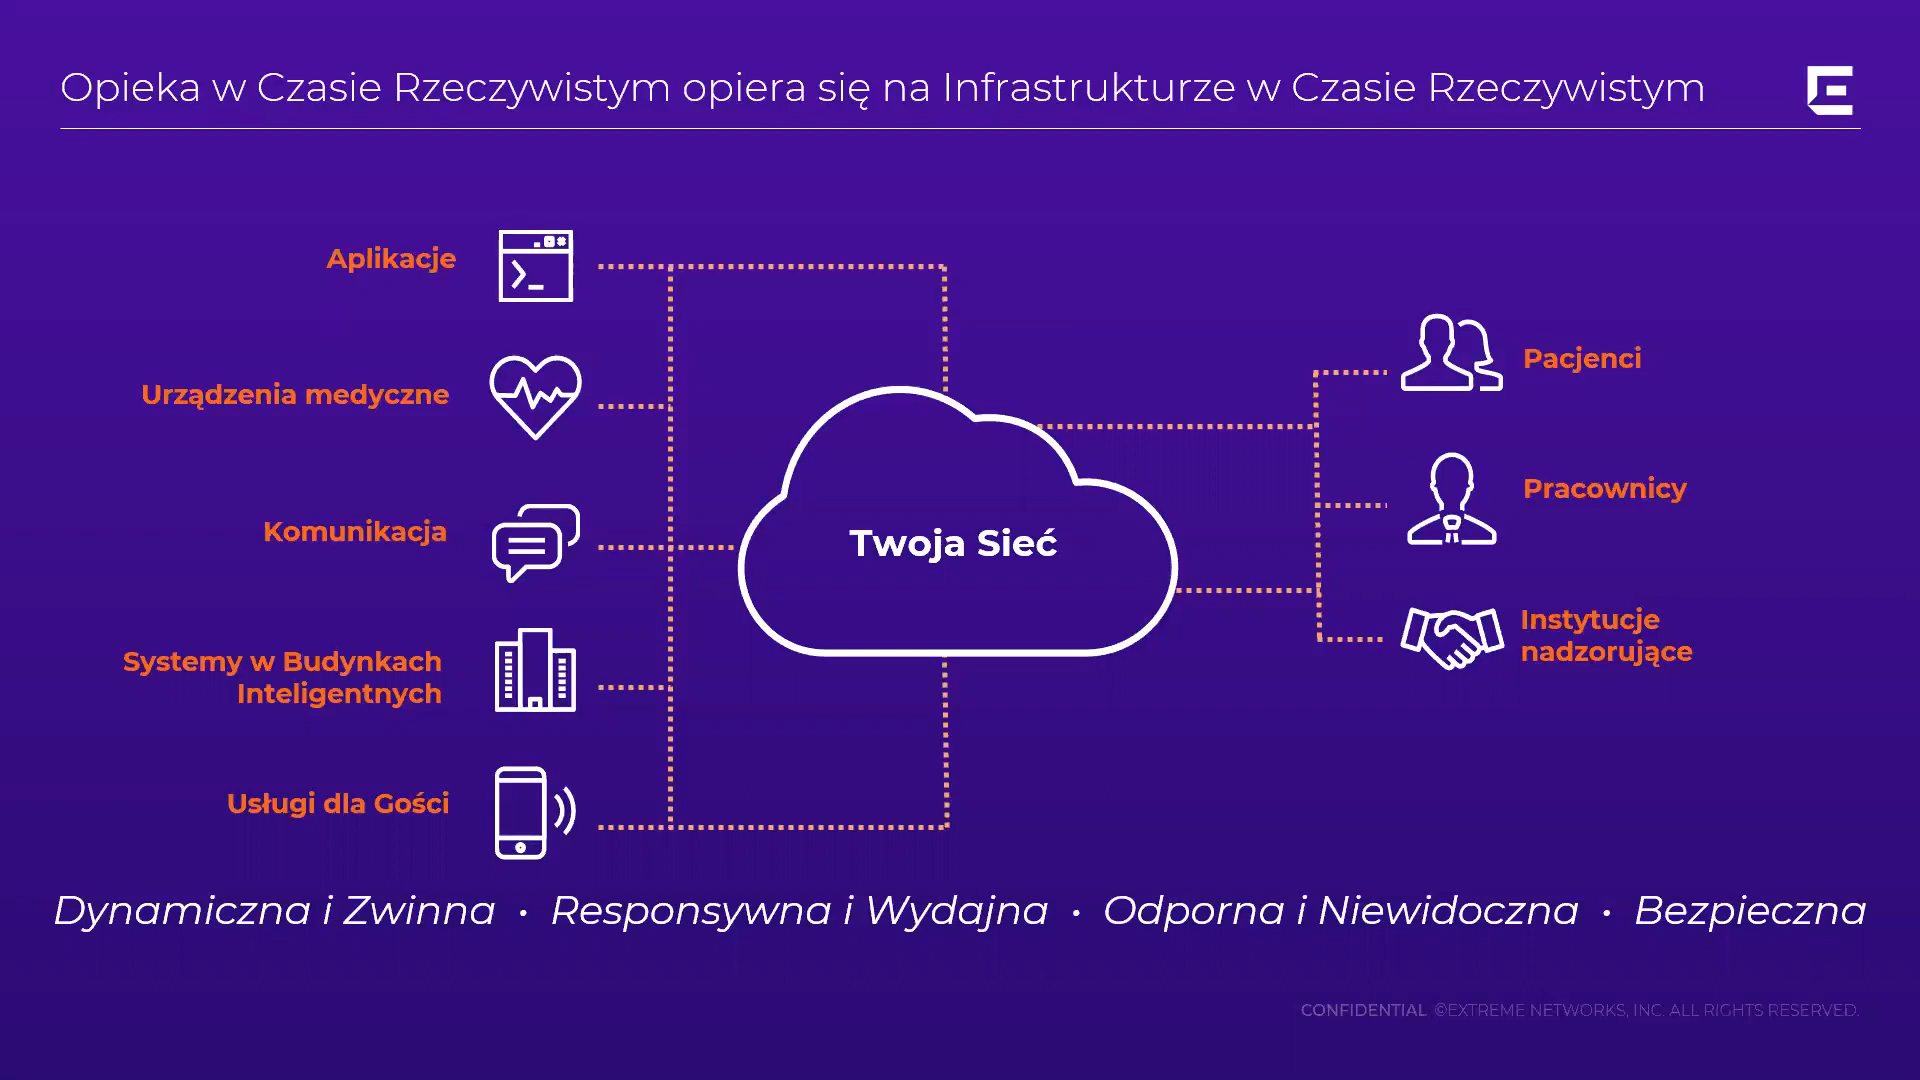 Opieka w Czasie Rzeczywistym opiera się na Infrastrukturze w Czasie Rzeczywistym
Aplikacje
Urządzenia medyczne
Komunikacja
Systemy w Budynkach
Inteligentnych
Usługi dla Gości
Twoja Sieć
Pacjenci
Pracownicy
Instytucje
nadzorujące
Dynamiczna i Zwinna • Responsywna i Wydajna • Odporna i Niewidoczna • Bezpieczna
CONFIDENTIAL ©EXTREME NETWORKS, INC. ALL RIGHTS RESERVED.